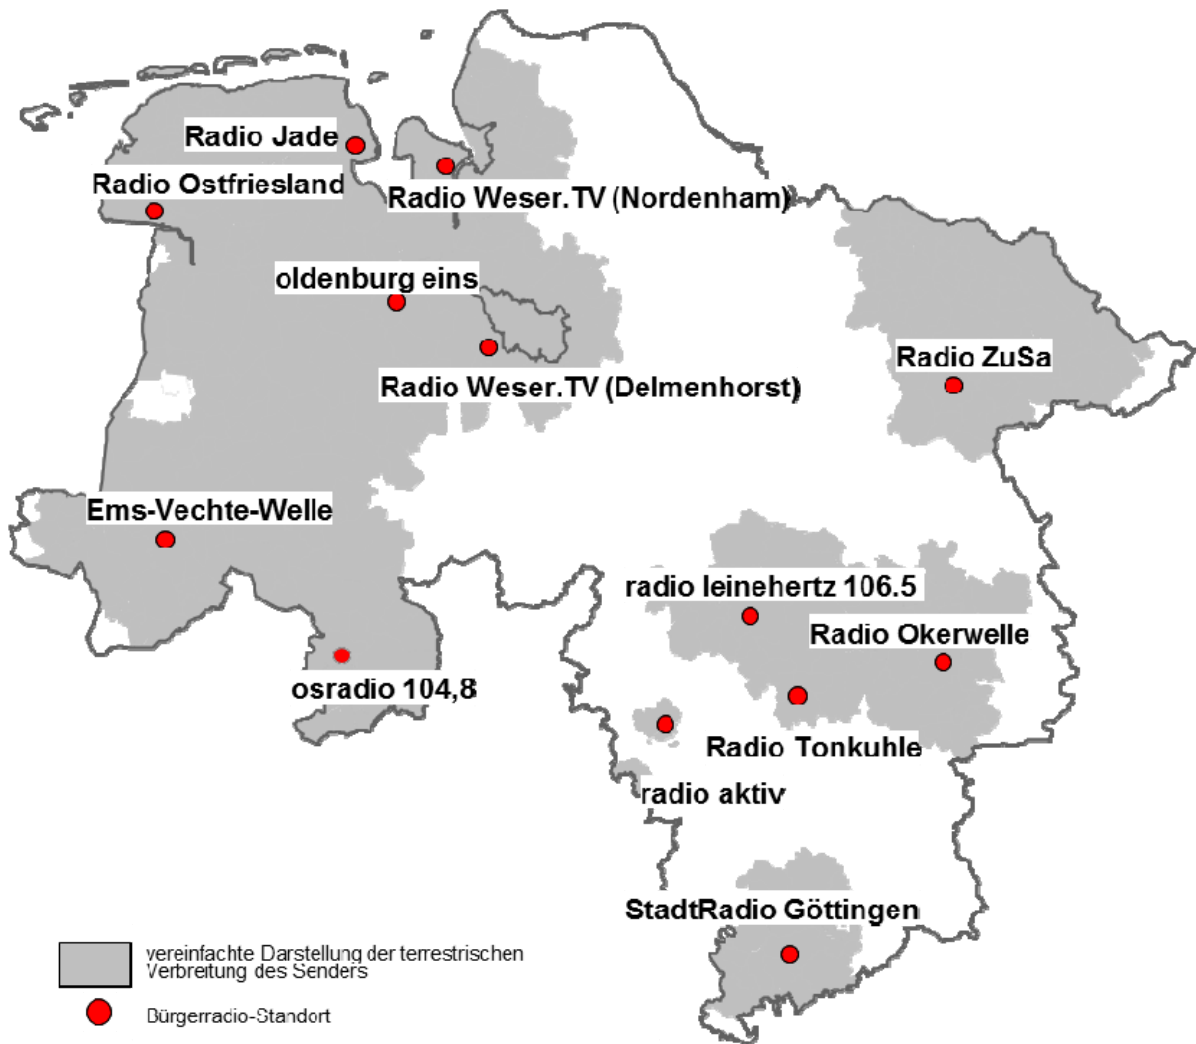 Radio Jade
Radio Ostfriesland
Radio Weser.TV (Nordenham)
oldenburg eins
Radio ZuSa
Radio Weser.TV (Delmenhorst)
Ems-Vechte-Welle
radio leinehertz 106.5
Radio Okerwelle
osradio 104,8
Radio Tonkuhle
radio aktiv
StadtRadio Göttingen
vereinfachte Darstellung der terrestrischen
Verbreitung des Senders
Bürgerradio-Standort